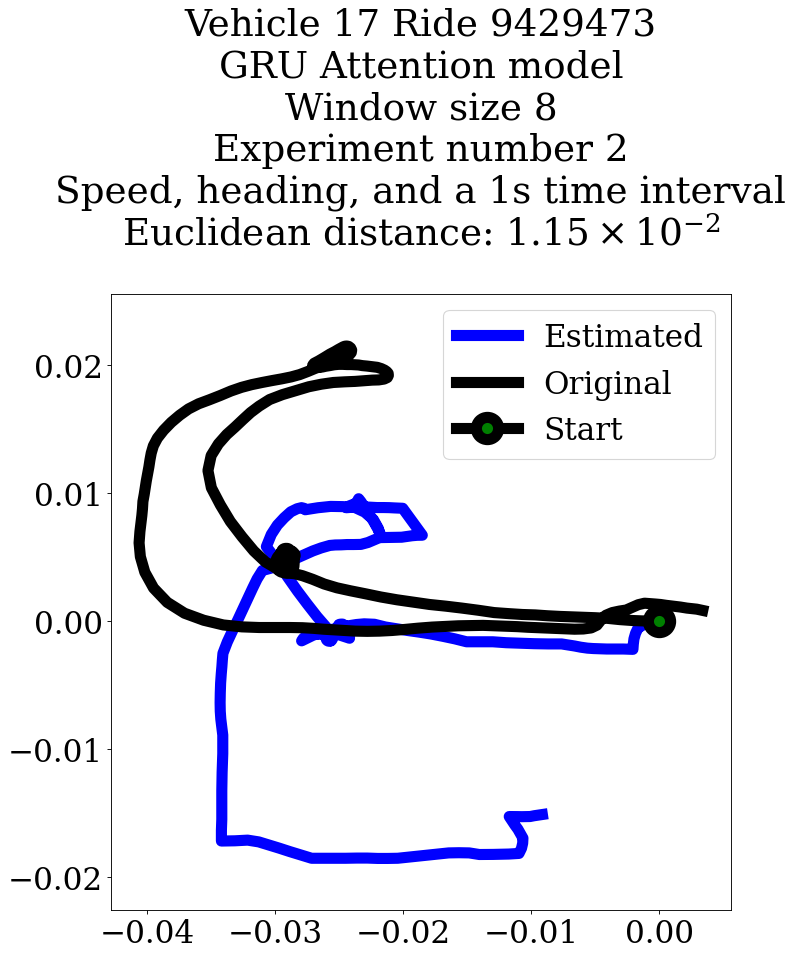 Vehicle 17 Ride 9429473
GRU Attention model
Window size 8
Experiment number 2
Speed, heading, and a 1s time interval
Euclidean distance: 1.15 × 10⁻²
Estimated
Original
Start
0.02
0.01
0.00
−0.01
−0.02
−0.04 −0.03 −0.02 −0.01 0.00